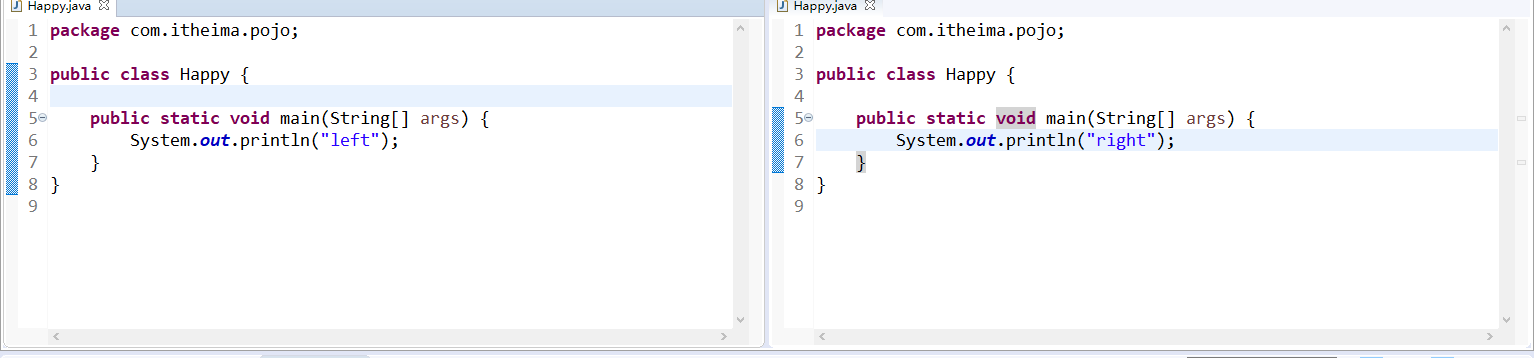 Happy.java
1 package com.itheima.pojo;
2
3 public class Happy {
4
5 public static void main(String[] args) {
6 System.out.println("left");
7 }
8 }
9
Happy.java
1 package com.itheima.pojo;
2
3 public class Happy {
4
5 public static void main(String[] args) {
6 System.out.println("right");
7 }
8 }
9